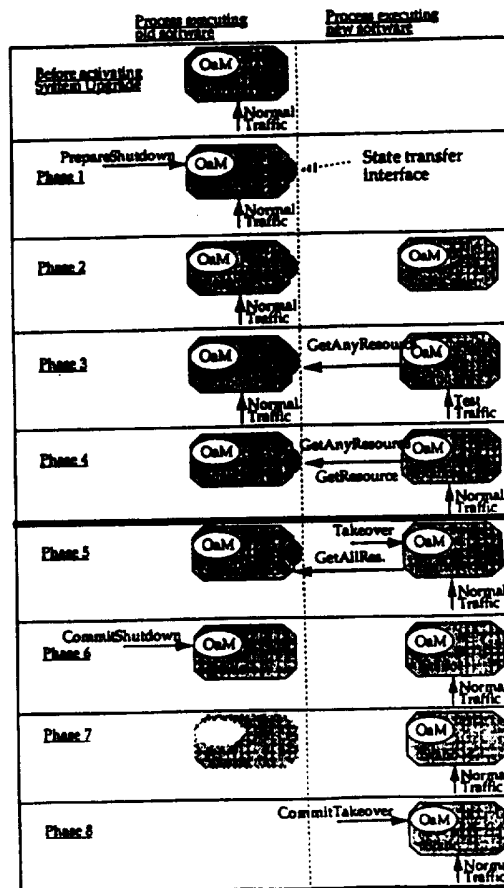 Process executing
old software
Process executing
new software
Before activating
System Upgrade
OaM
Normal
Traffic
Phase 1
PrepareShutdown
OaM
State transfer
interface
Normal
Traffic
Phase 2
OaM
OaM
Normal
Traffic
Phase 3
OaM
GetAnyResource
OaM
Normal
Traffic
Test
Traffic
Phase 4
OaM
GetAnyResource
GetResource
OaM
Normal
Traffic
Phase 5
OaM
Takeover
GetAllRes.
OaM
Normal
Traffic
Phase 6
CommitShutdown
OaM
OaM
Normal
Traffic
Phase 7
OaM
Normal
Traffic
Phase 8
CommitTakeover
OaM
Normal
Traffic